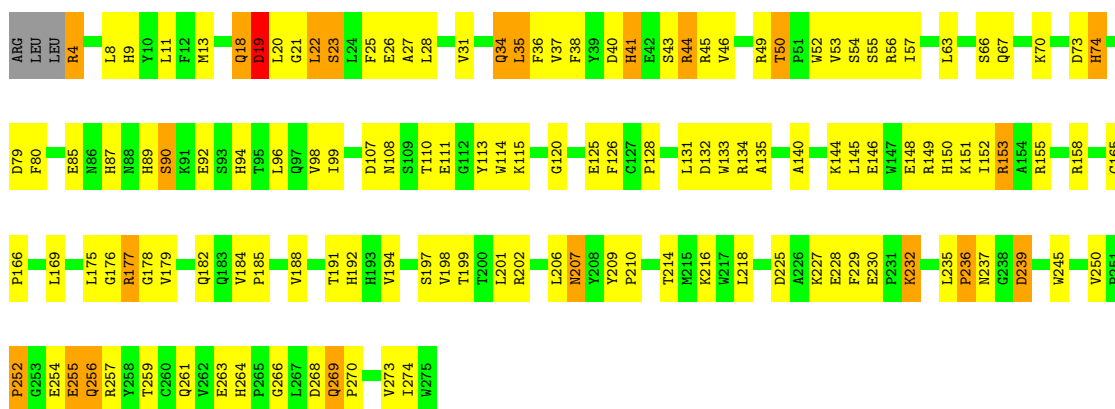 ARG LEU LEU R4 L8 H9 Y10 L11 F12 M13 Q18 D19 L20 G21 L22 S23 L24 F25 E26 A27 L28 V31 Q34 L35 F36 V37 F38 Y39 D40 H41 E42 S43 R44 R45 V46 R49 T50 P51 W52 V53 S54 S55 R56 I57 L63 S66 Q67 K70 D73 H74
D79 F80 E85 N86 H87 N88 H89 S90 K91 E92 S93 H94 T95 L96 Q97 V98 I99 D107 N108 S109 T110 E111 G112 Y113 W114 K115 G120 E125 F126 C127 P128 L131 D132 W133 R134 A135 A140 K144 L145 E146 W147 E148 R149 H150 K151 I152 R153 A154 R155 R158 G165
P166 L169 L175 G176 R177 G178 V179 Q182 Q183 V184 P185 V188 T191 H192 H193 V194 S197 V198 T199 T200 L201 R202 L206 N207 Y208 Y209 P210 T214 M215 K216 W217 L218 D225 A226 K227 E228 F229 E230 P231 K232 L235 P236 N237 G238 D239 W245 V250 P251
P252 G253 E254 E255 Q256 R257 Y258 T259 C260 Q261 V262 E263 H264 P265 G266 L267 D268 Q269 P270 V273 I274 W275